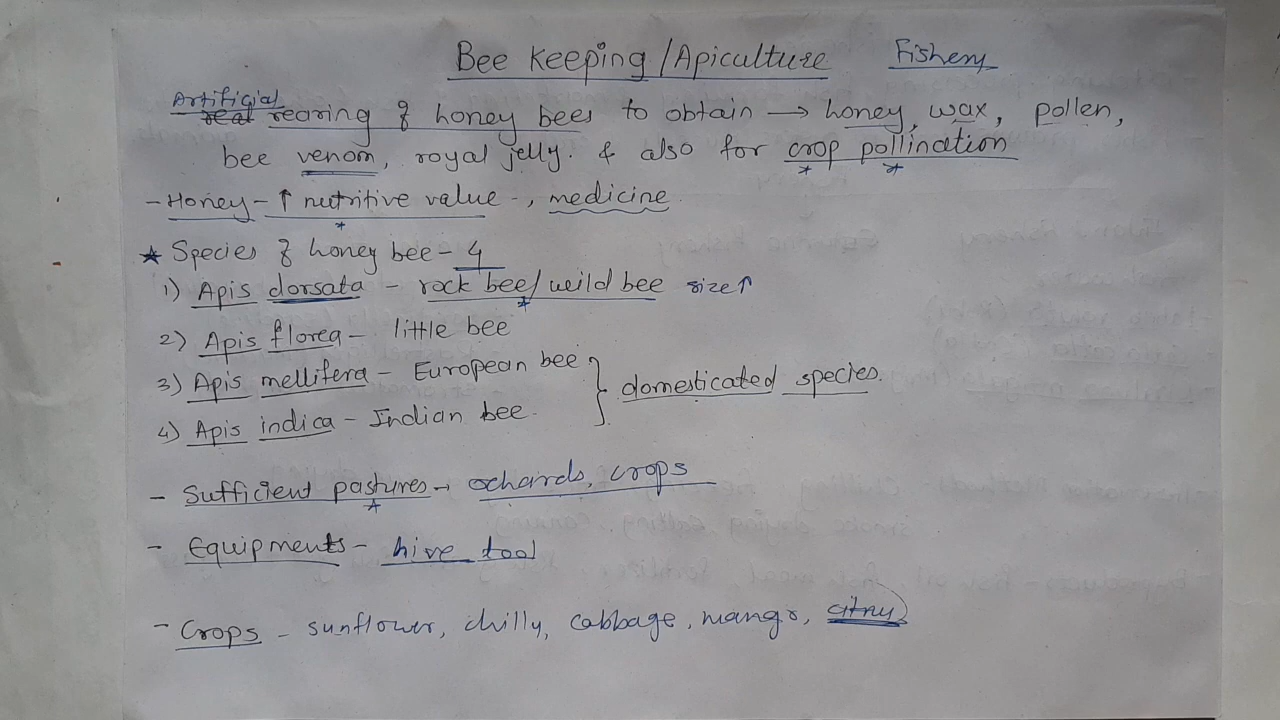 Bee Keeping / Apiculture Fishery
Artificial
real rearing of honey bees to obtain → honey, wax, pollen,
bee venom, royal jelly. & also for crop pollination
- Honey - ↑ nutritive value -, medicine.
★ Species of honey bee - 4
1) Apis dorsata - rock bee/ wild bee size↑
2) Apis florea - little bee
3) Apis mellifera - European bee } domesticated species.
4) Apis indica - Indian bee.
- Sufficient pastures → ochairds, crops
- Equipments - hive tool
- Crops - sunflower, chilly, cabbage, mango,